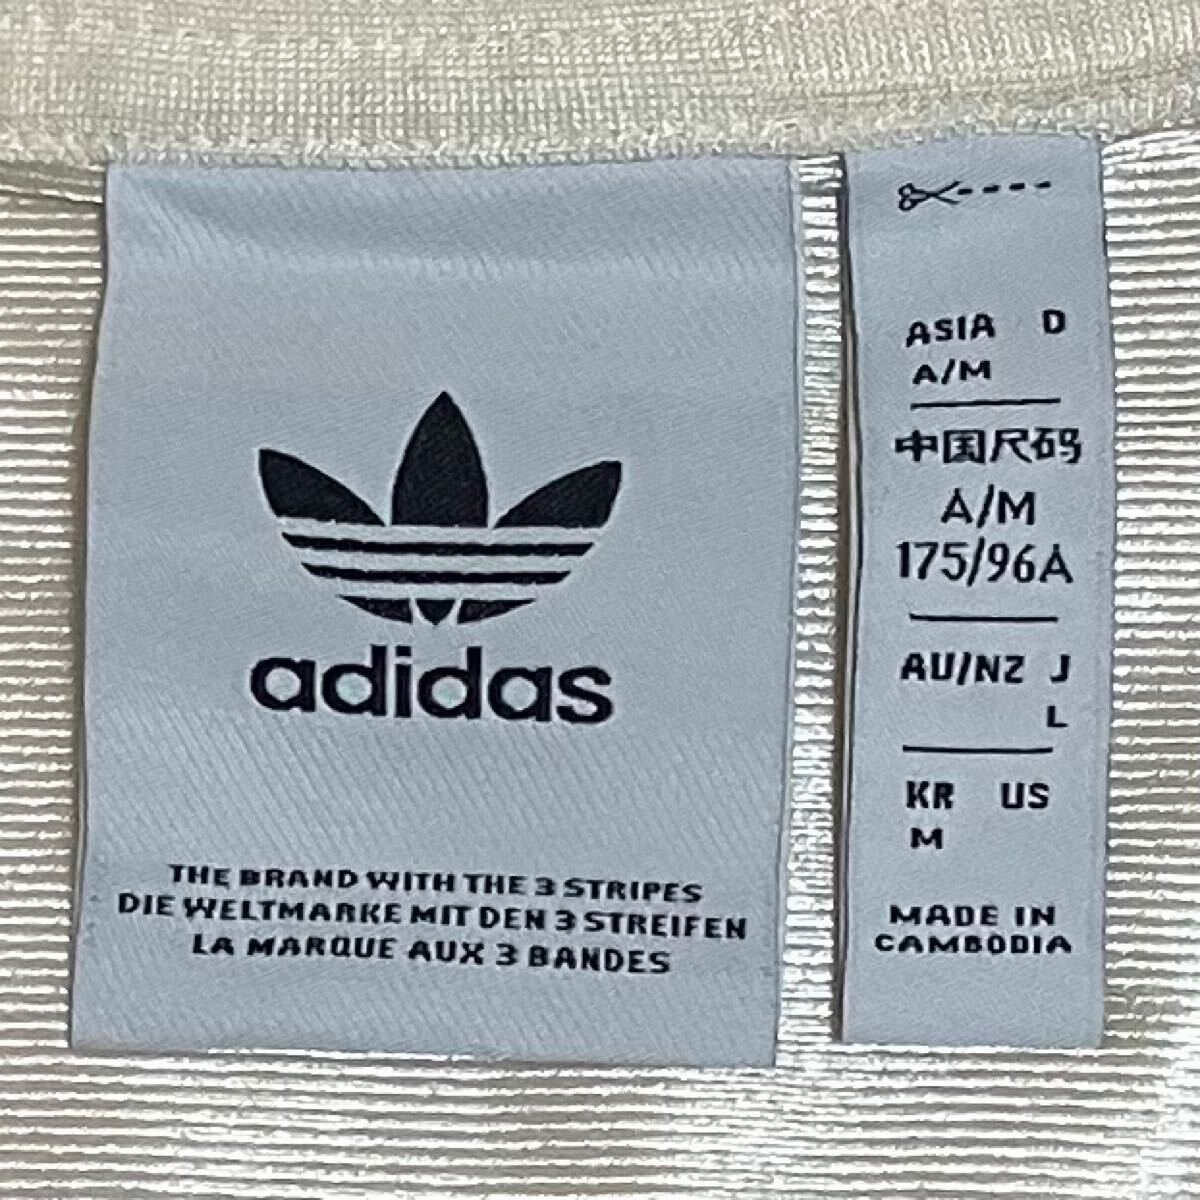 adidas
THE BRAND WITH THE 3 STRIPES
DIE WELTMARKE MIT DEN 3 STREIFEN
LA MARQUE AUX 3 BANDES
ASIA D
A/M
中国尺码
A/M
175/96A
AU/NZ J
L
KR US
M
MADE IN
CAMBODIA